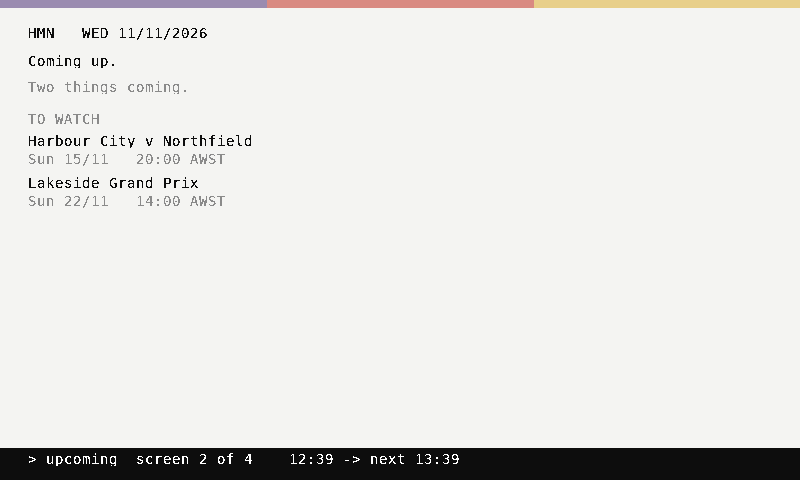 HMN   WED 11/11/2026
Coming up.
Two things coming.
TO WATCH
Harbour City v Northfield
Sun 15/11   20:00 AWST
Lakeside Grand Prix
Sun 22/11   14:00 AWST
> upcoming  screen 2 of 4    12:39 -> next 13:39